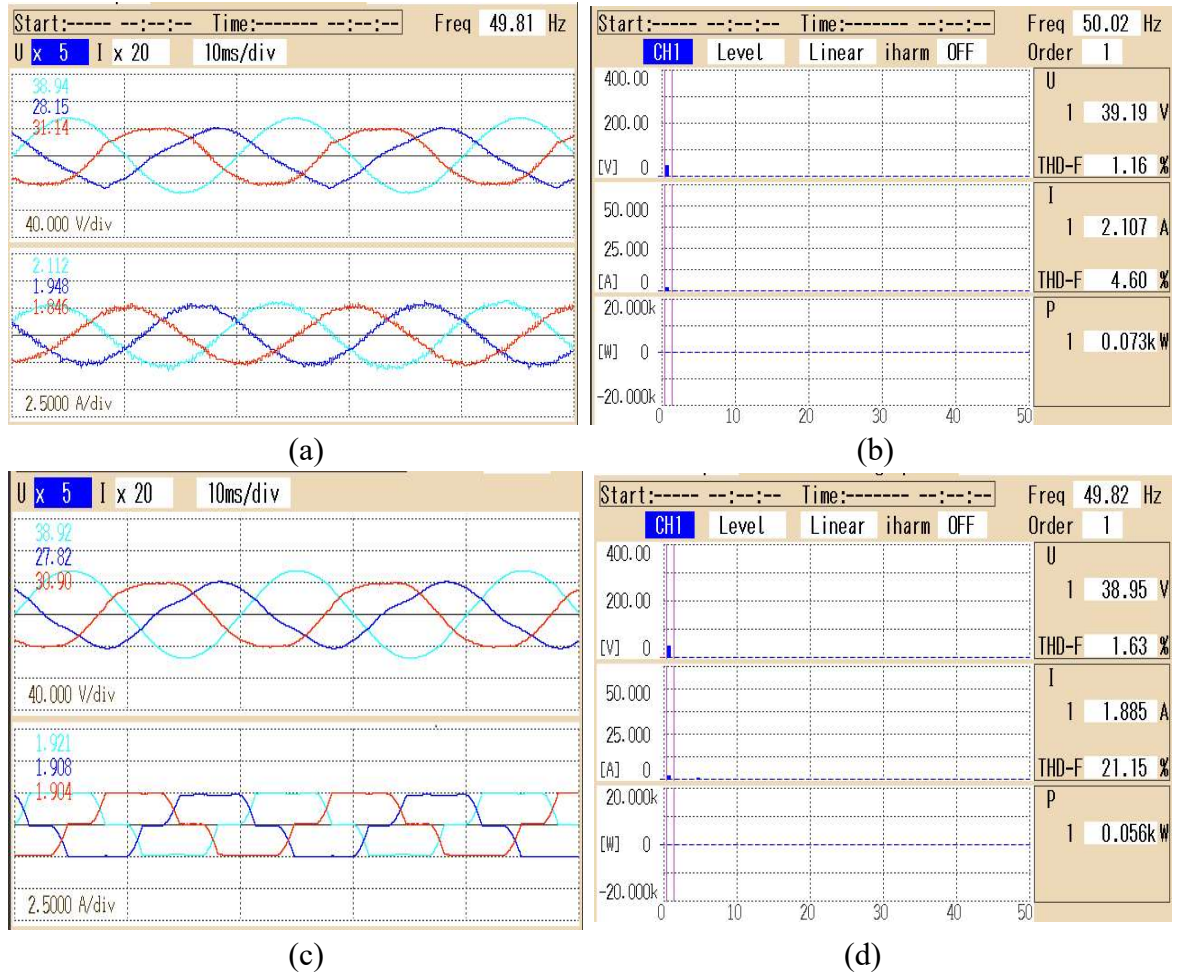 Start:----- --:--:-- Time:------- --:--:-- Freq 49.81 Hz
U x 5 I x 20 10ms/div
38.94
28.15
31.14
40.000 V/div
2.112
1.948
1.846
2.5000 A/div
(a)
Start:----- --:--:-- Time:------- --:--:-- Freq 50.02 Hz
CH1 Level Linear iharm OFF Order 1
400.00
200.00
[V] 0
U
1 39.19 V
THD-F 1.16 %
50.000
25.000
[A] 0
I
1 2.107 A
THD-F 4.60 %
20.000k
[W] 0
-20.000k
P
1 0.073k W
0 10 20 30 40 50
(b)
U x 5 I x 20 10ms/div
38.92
27.82
30.90
40.000 V/div
1.921
1.908
1.904
2.5000 A/div
(c)
Start:----- --:--:-- Time:------- --:--:-- Freq 49.82 Hz
CH1 Level Linear iharm OFF Order 1
400.00
200.00
[V] 0
U
1 38.95 V
THD-F 1.63 %
50.000
25.000
[A] 0
I
1 1.885 A
THD-F 21.15 %
20.000k
[W] 0
-20.000k
P
1 0.056k W
0 10 20 30 40 50
(d)